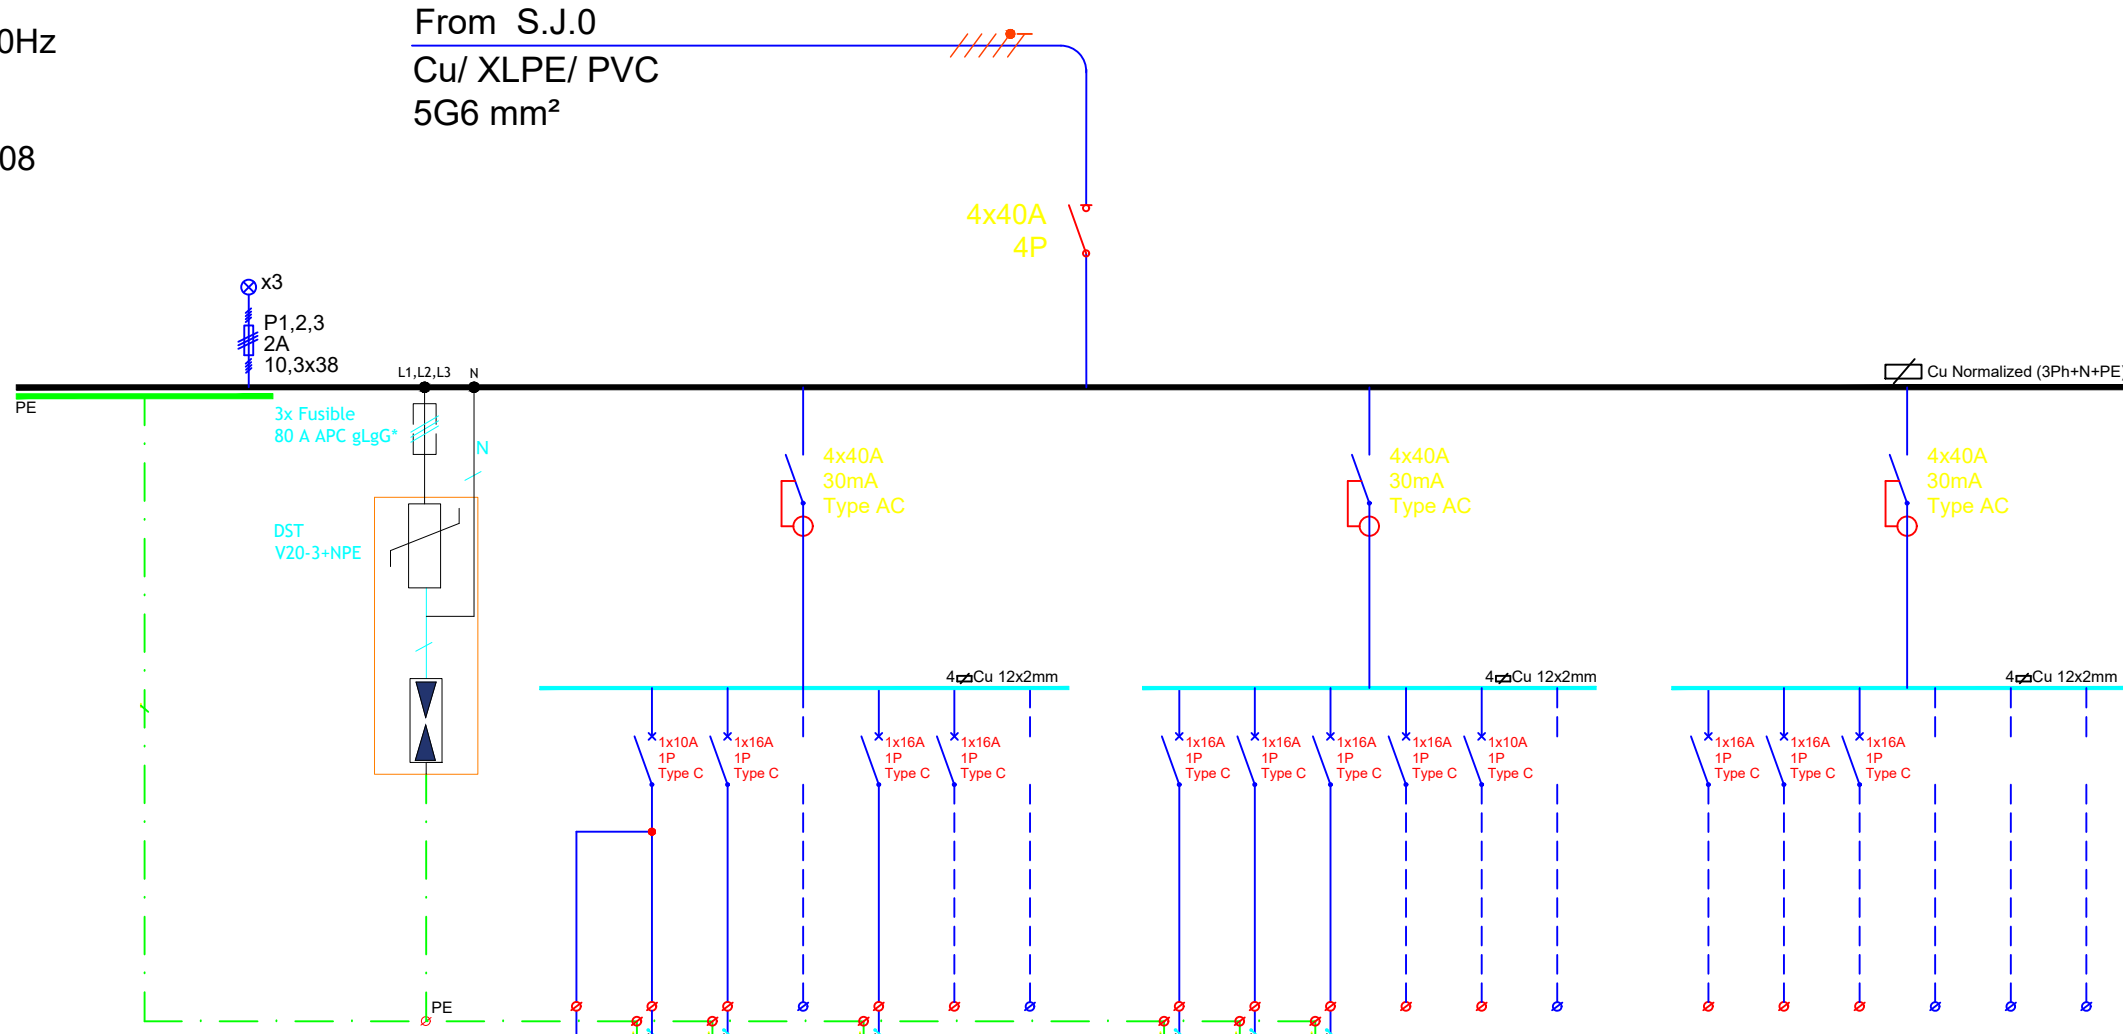 From S.J.0
0Hz
Cu/ XLPE/ PVC
5G6 mm²
08
4x40A
4P
x3
P1,2,3
2A
10,3x38
L1,L2,L3
N
Cu Normalized (3Ph+N+PE)
PE
3x Fusible
80 A APC gLgG*
N
DST
V20-3+NPE
4x40A
30mA
Type AC
4x40A
30mA
Type AC
4x40A
30mA
Type AC
4 Cu 12x2mm
4 Cu 12x2mm
4 Cu 12x2mm
1x10A
1P
Type C
1x16A
1P
Type C
1x16A
1P
Type C
1x16A
1P
Type C
1x16A
1P
Type C
1x16A
1P
Type C
1x16A
1P
Type C
1x16A
1P
Type C
1x10A
1P
Type C
1x16A
1P
Type C
1x16A
1P
Type C
1x16A
1P
Type C
PE